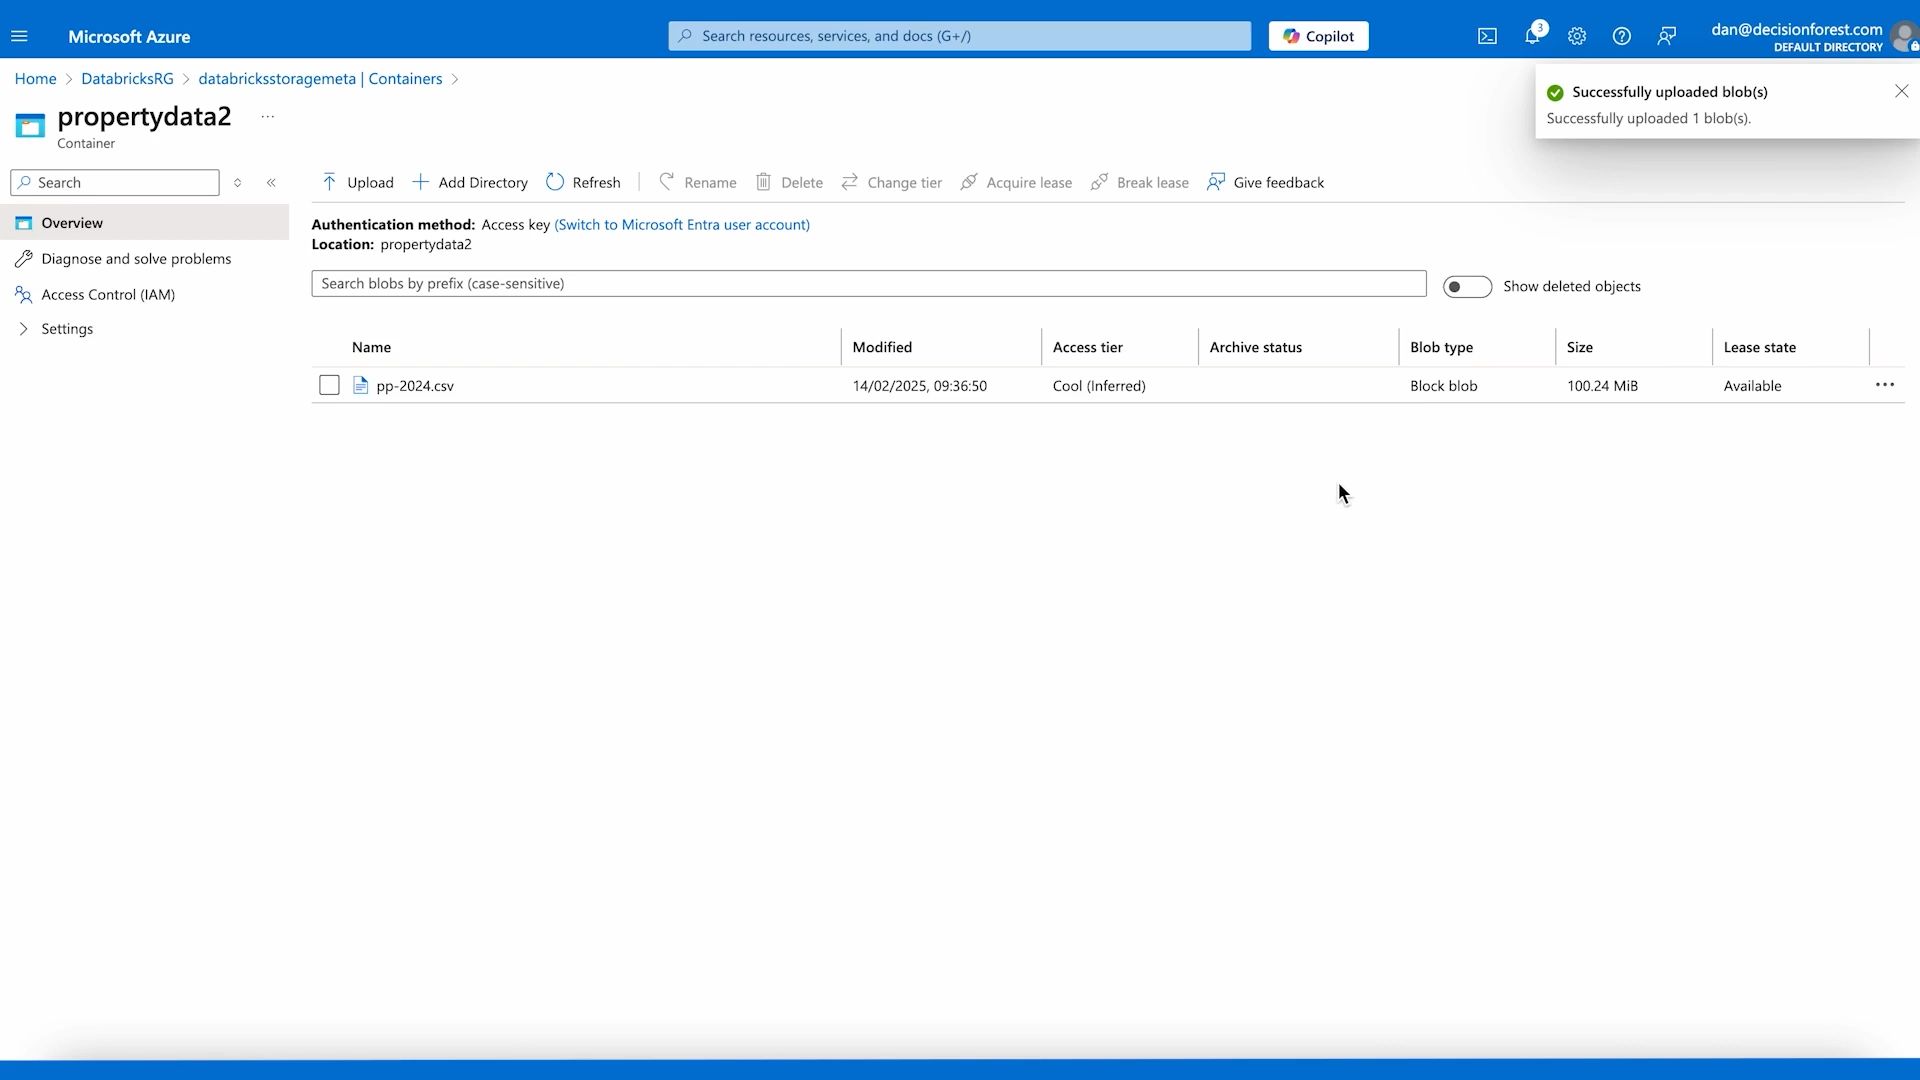 Microsoft Azure
Search resources, services, and docs (G+/)
Copilot
3
dan@decisionforest.com
DEFAULT DIRECTORY
Home > DatabricksRG > databricksstoragemeta | Containers >
Successfully uploaded blob(s)
Successfully uploaded 1 blob(s).
propertydata2 ...
Container
Search
Upload Add Directory Refresh Rename Delete Change tier Acquire lease Break lease Give feedback
Overview
Diagnose and solve problems
Access Control (IAM)
Settings
Authentication method: Access key (Switch to Microsoft Entra user account)
Location: propertydata2
Search blobs by prefix (case-sensitive)
Show deleted objects
Name Modified Access tier Archive status Blob type Size Lease state
pp-2024.csv 14/02/2025, 09:36:50 Cool (Inferred) Block blob 100.24 MiB Available ...